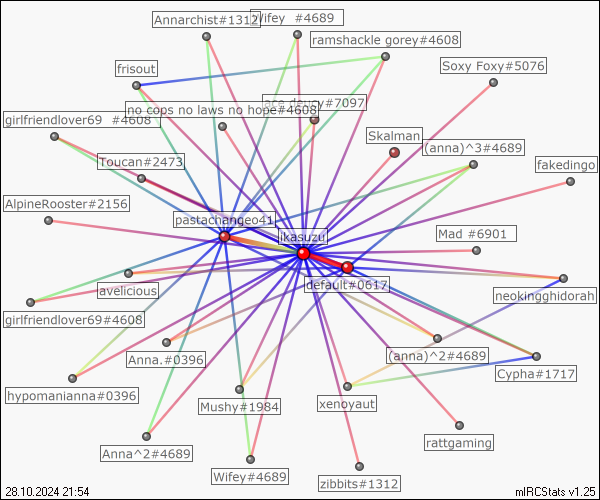 Annarchist#1312
Wifey #4689
ramshackle gorey#4608
Soxy Foxy#5076
frisout
ace deucy#7097
no cops no laws no hope#4608
girlfriendlover69 #4608
Skalman
(anna)^3#4689
Toucan#2473
fakedingo
AlpineRooster#2156
pastachangeo41
ikasuzu
Mad #6901
default#0617
avelicious
neokingghidorah
girlfriendlover69#4608
Anna.#0396
(anna)^2#4689
Cypha#1717
hypomanianna#0396
Mushy#1984
xenoyaut
rattgaming
Anna^2#4689
Wifey#4689
zibbits#1312
28.10.2024 21:54
mIRCStats v1.25